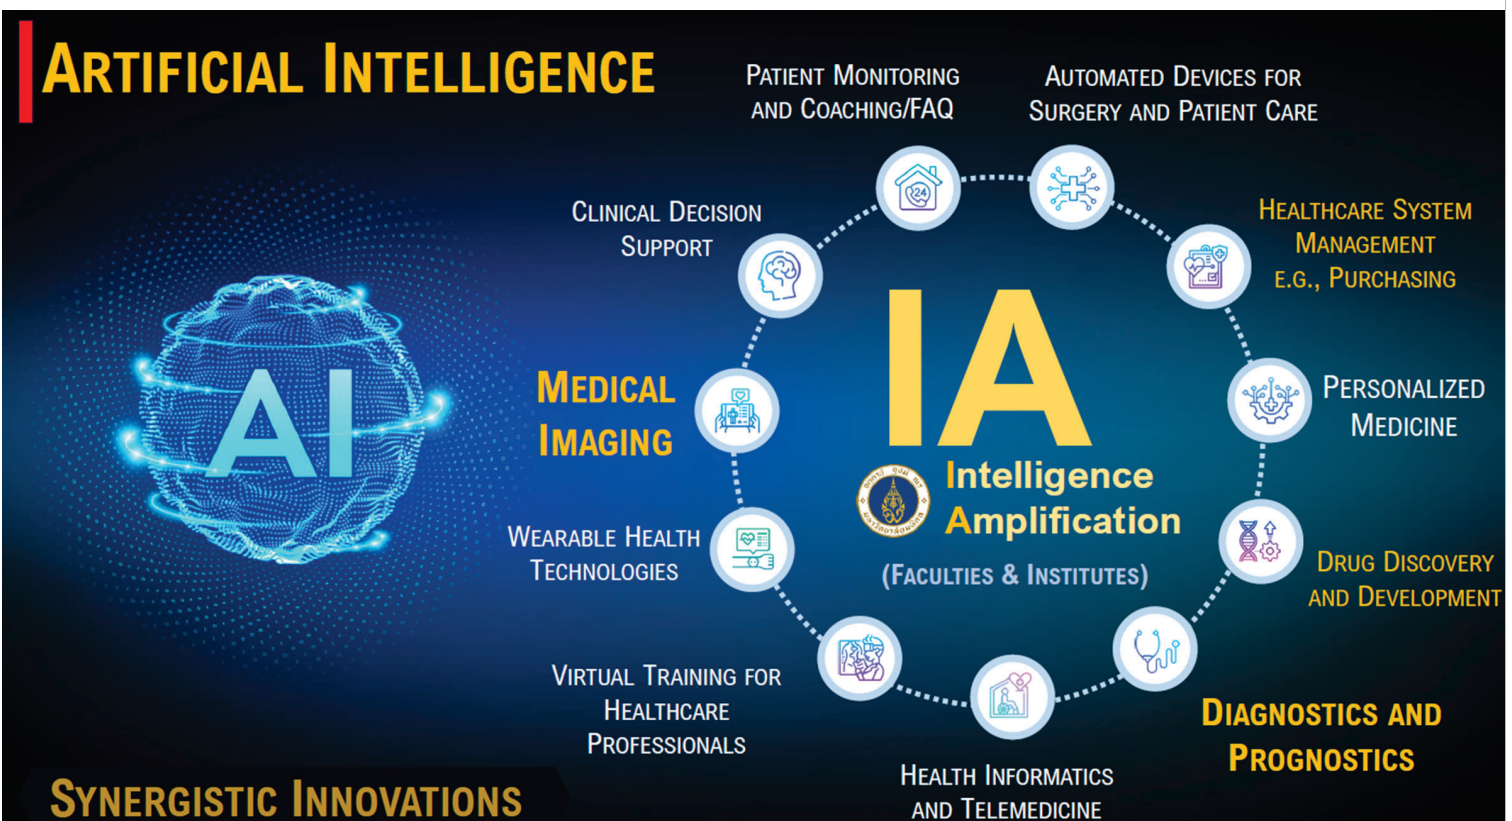 ARTIFICIAL INTELLIGENCE
PATIENT MONITORING
AND COACHING/FAQ
AUTOMATED DEVICES FOR
SURGERY AND PATIENT CARE
CLINICAL DECISION
SUPPORT
HEALTHCARE SYSTEM
MANAGEMENT
E.G., PURCHASING
24
AI
IA
MEDICAL
IMAGING
PERSONALIZED
MEDICINE
Intelligence
Amplification
(FACULTIES & INSTITUTES)
WEARABLE HEALTH
TECHNOLOGIES
DRUG DISCOVERY
AND DEVELOPMENT
VIRTUAL TRAINING FOR
HEALTHCARE
PROFESSIONALS
DIAGNOSTICS AND
PROGNOSTICS
HEALTH INFORMATICS
AND TELEMEDICINE
SYNERGISTIC INNOVATIONS